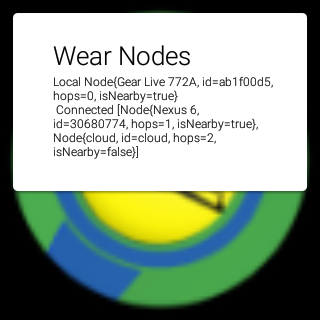 Wear Nodes
Local Node{Gear Live 772A, id=ab1f00d5,
hops=0, isNearby=true}
Connected [Node{Nexus 6,
id=30680774, hops=1, isNearby=true},
Node{cloud, id=cloud, hops=2,
isNearby=false}]